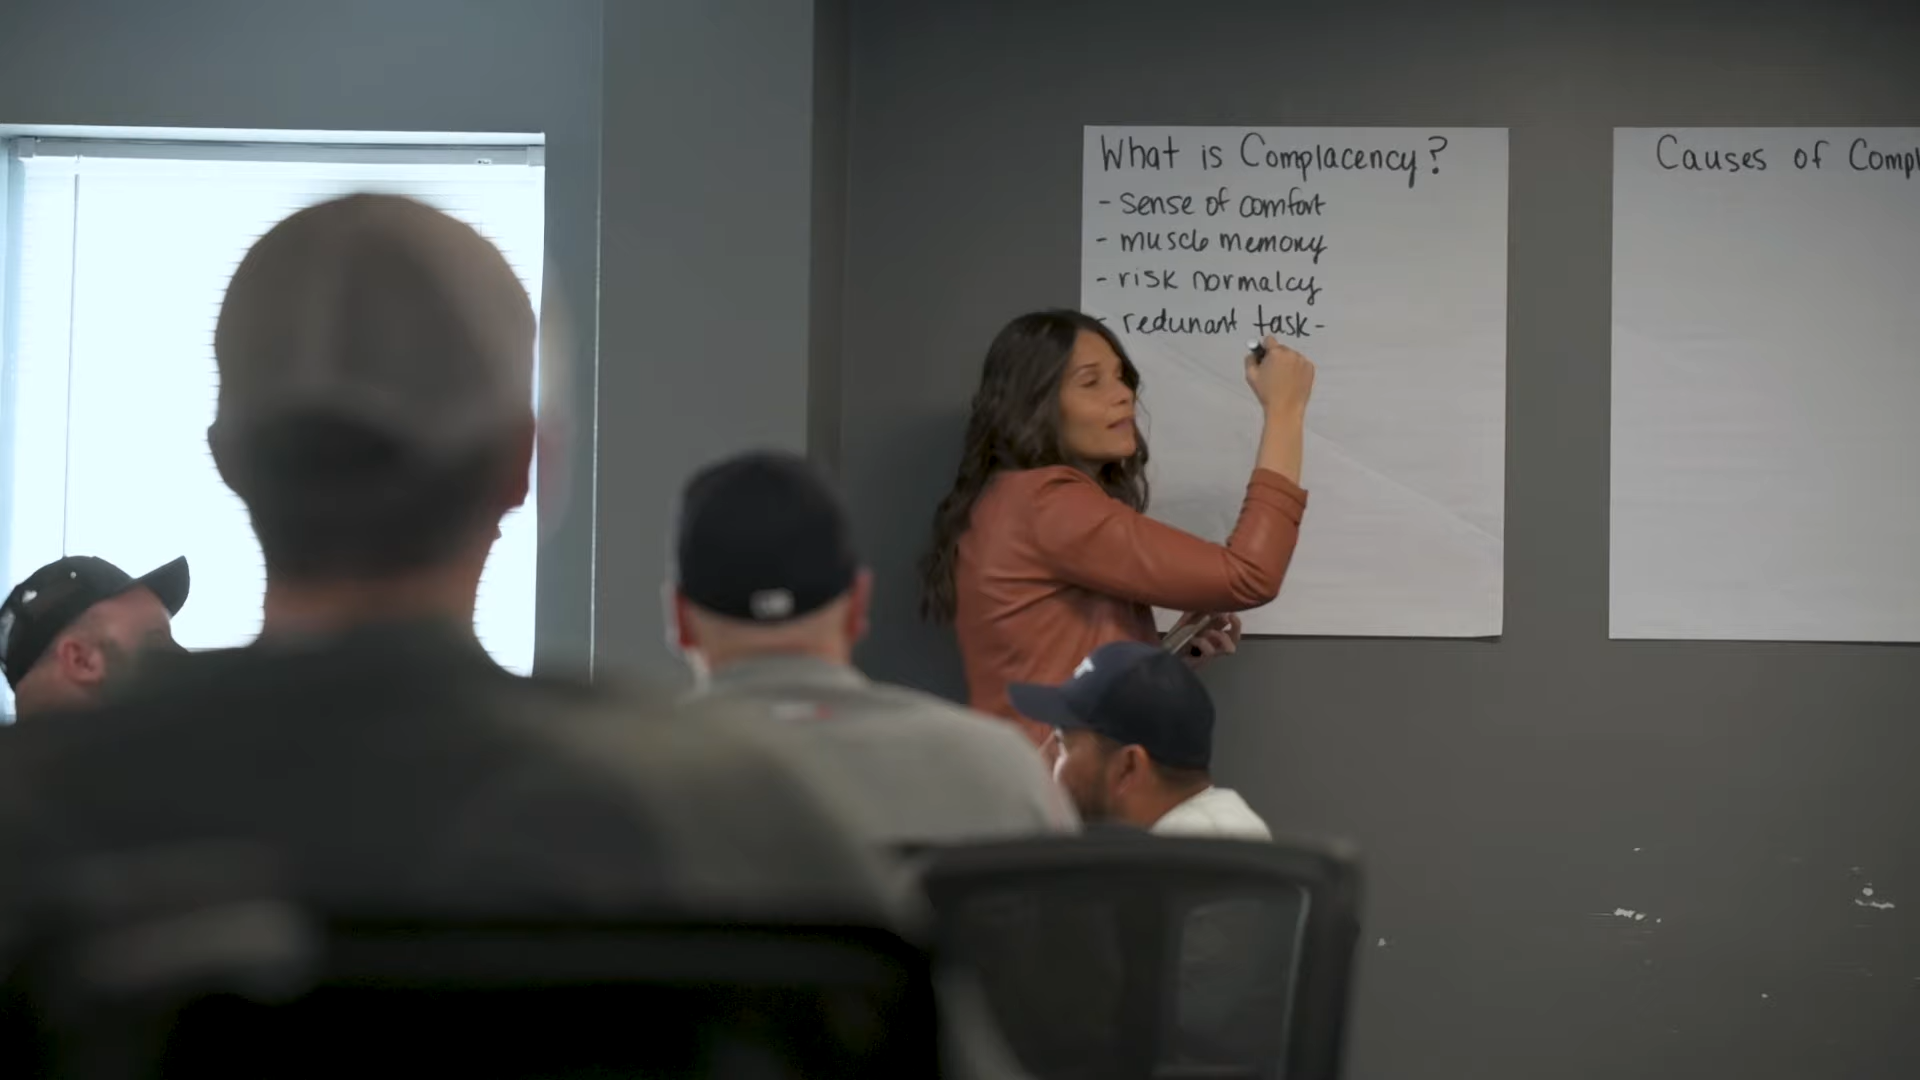 What is Complacency?
- sense of comfort
- muscle memory
- risk normalcy
- redunant task-
Causes of Compl